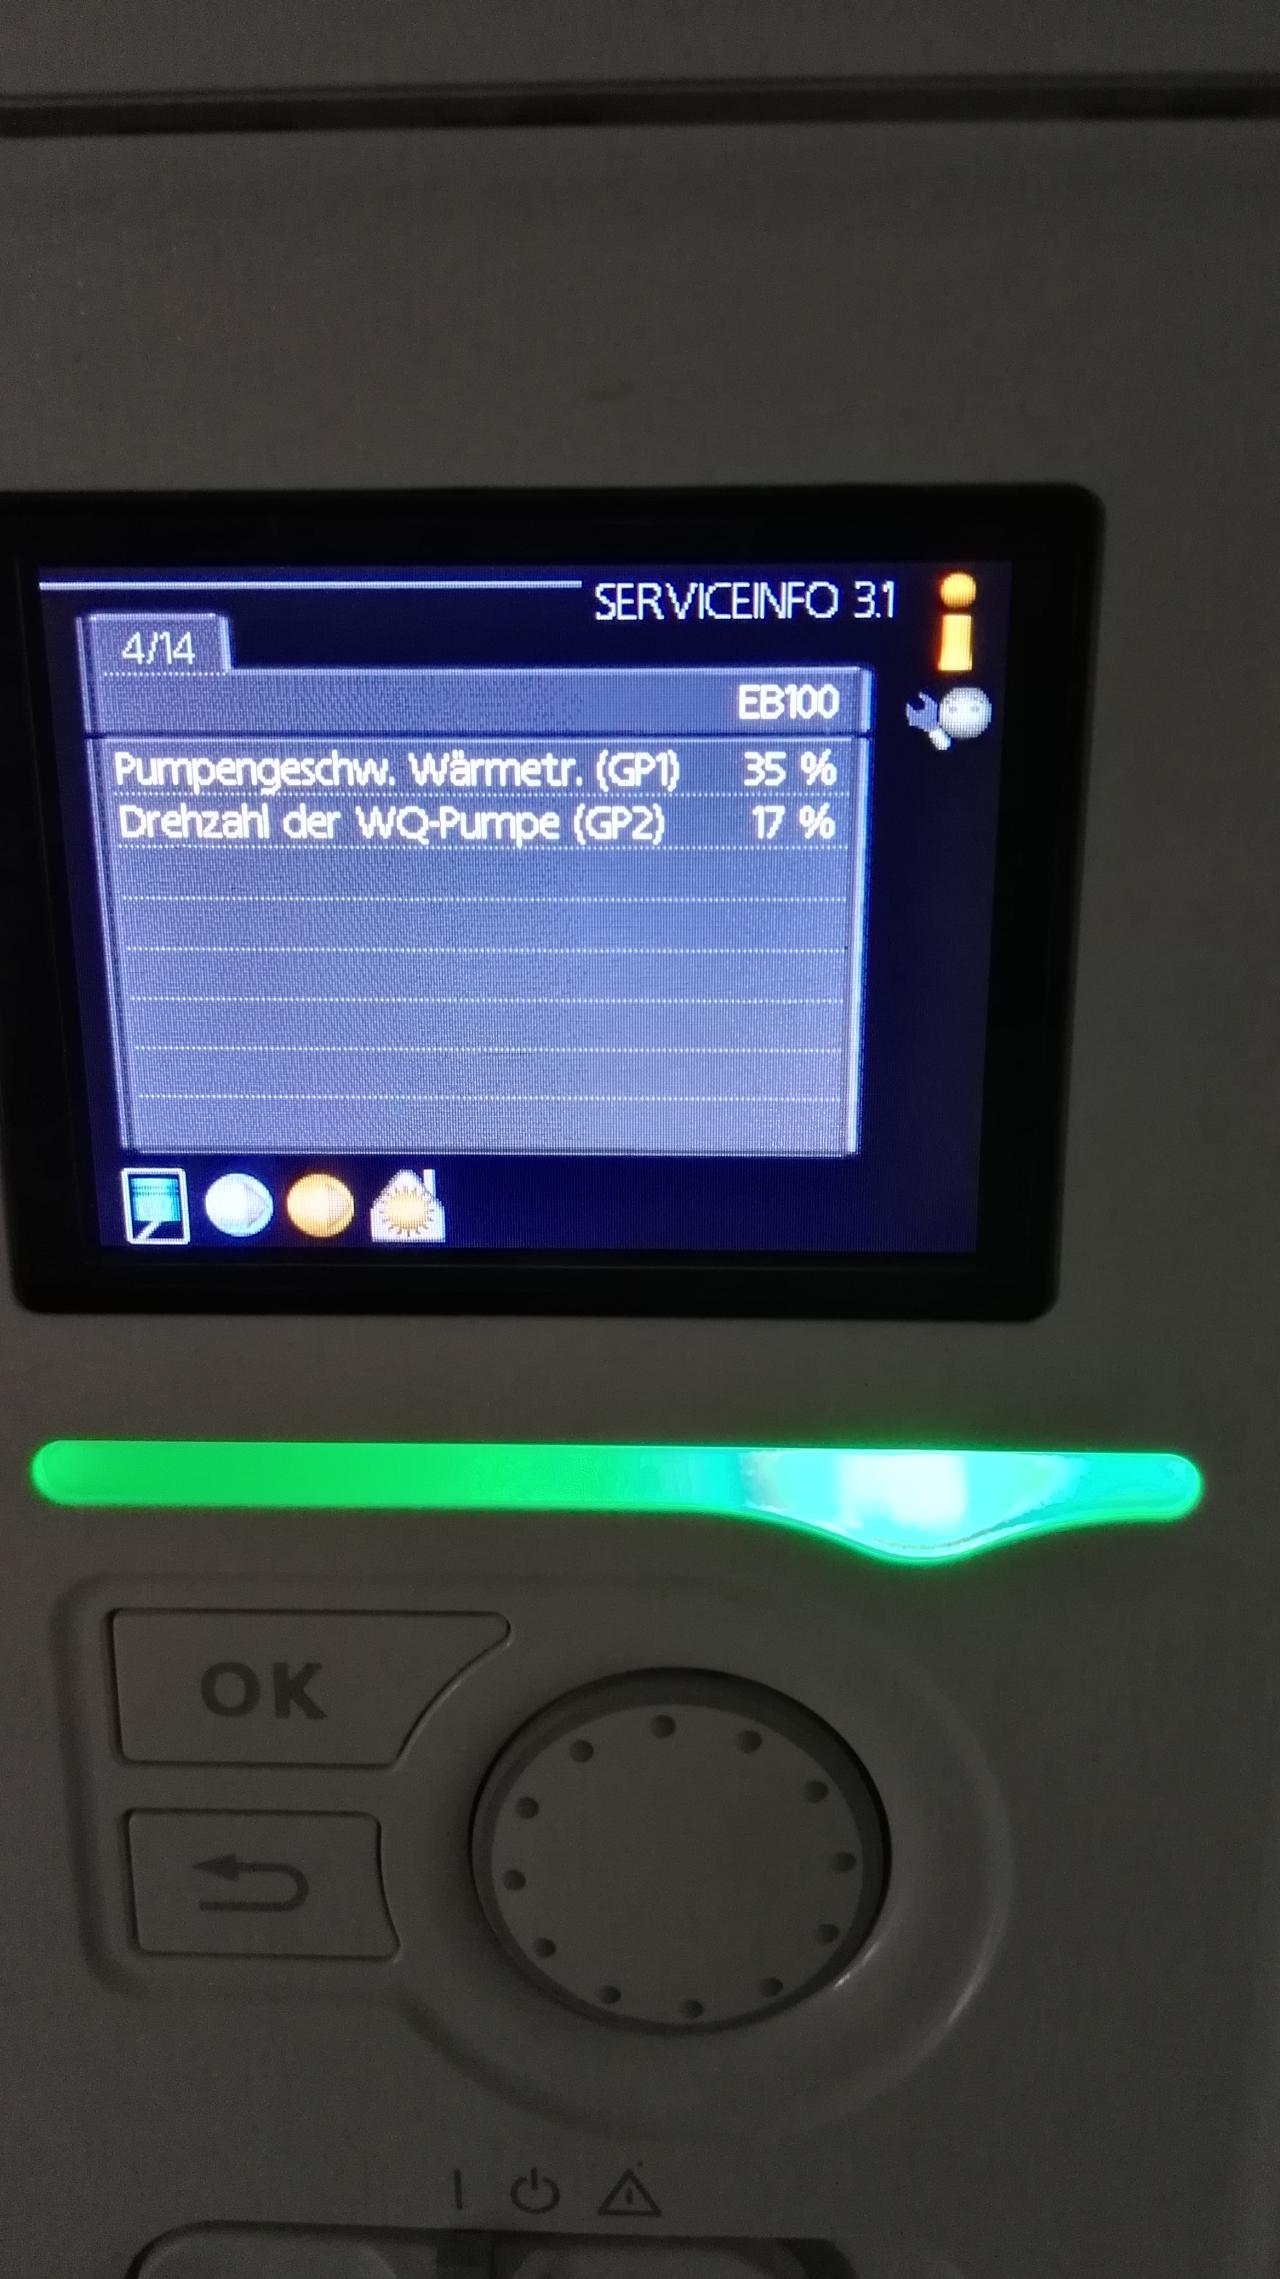 SERVICEINFO 3.1
4/14
EB100
Pumpengeschw. Wärmetr. (GP1) 35 %
Drehzahl der WQ-Pumpe (GP2) 17 %
OK